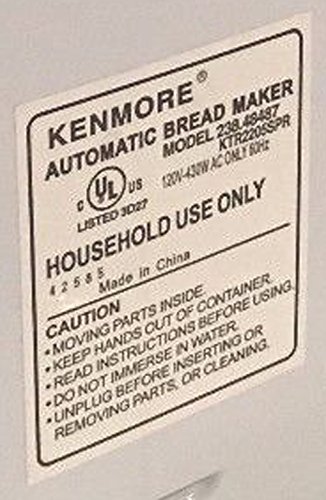 KENMORE®
AUTOMATIC BREAD MAKER
MODEL 238.48487
KTR2205SPR
120V-430W AC ONLY 60Hz
C UL US
LISTED 3D27
HOUSEHOLD USE ONLY
42585 Made in China
CAUTION
• MOVING PARTS INSIDE.
• KEEP HANDS OUT OF CONTAINER.
• READ INSTRUCTIONS BEFORE USING.
• DO NOT IMMERSE IN WATER.
• UNPLUG BEFORE INSERTING OR
REMOVING PARTS, OR CLEANING.